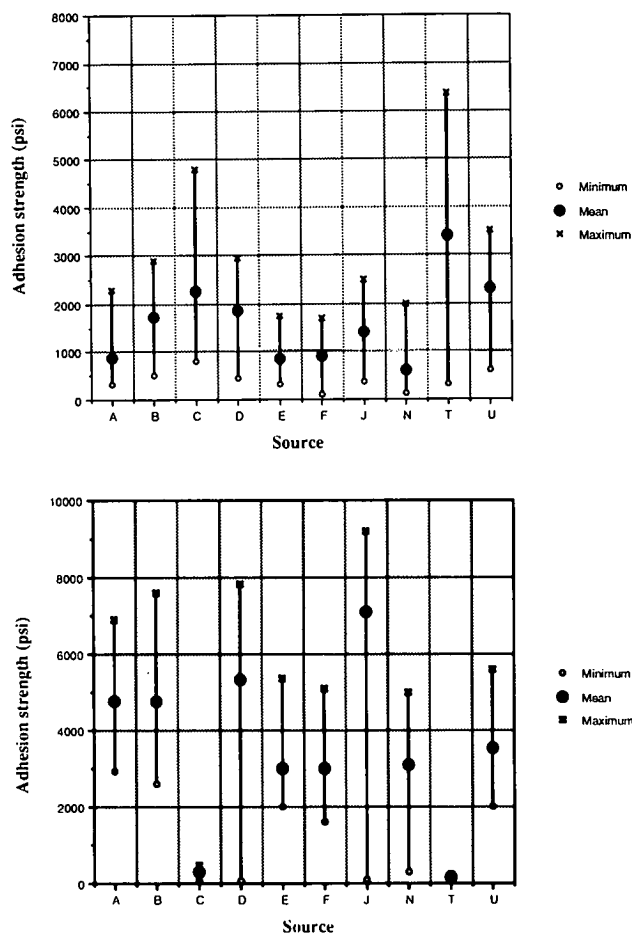 8000
7000
6000
5000
4000
3000
2000
1000
0
Adhesion strength (psi)
A B C D E F J N T U
Source
Minimum
Mean
Maximum
10000
8000
6000
4000
2000
0
Adhesion strength (psi)
A B C D E F J N T U
Source
Minimum
Mean
Maximum